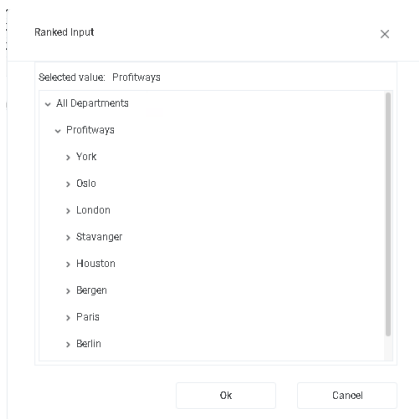 Ranked Input
Selected value: Profitways
All Departments
Profitways
York
Oslo
London
Stavanger
Houston
Bergen
Paris
Berlin
Ok
Cancel